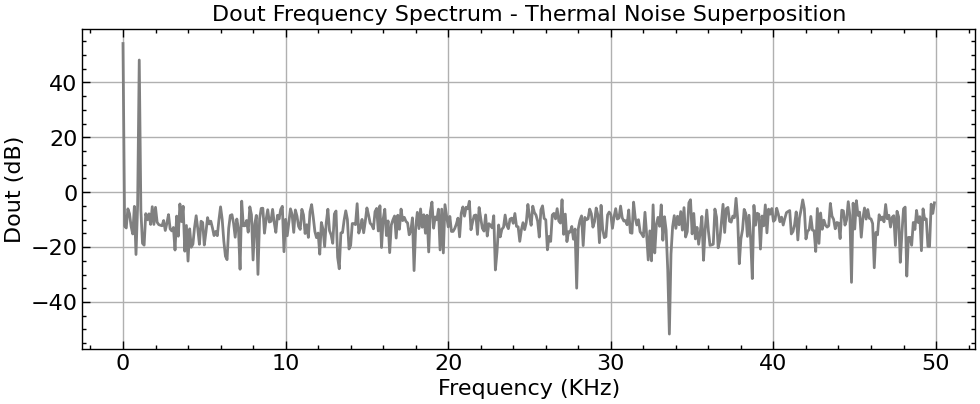 Dout Frequency Spectrum - Thermal Noise Superposition
Dout (dB)
40
20
0
−20
−40
0 10 20 30 40 50
Frequency (KHz)